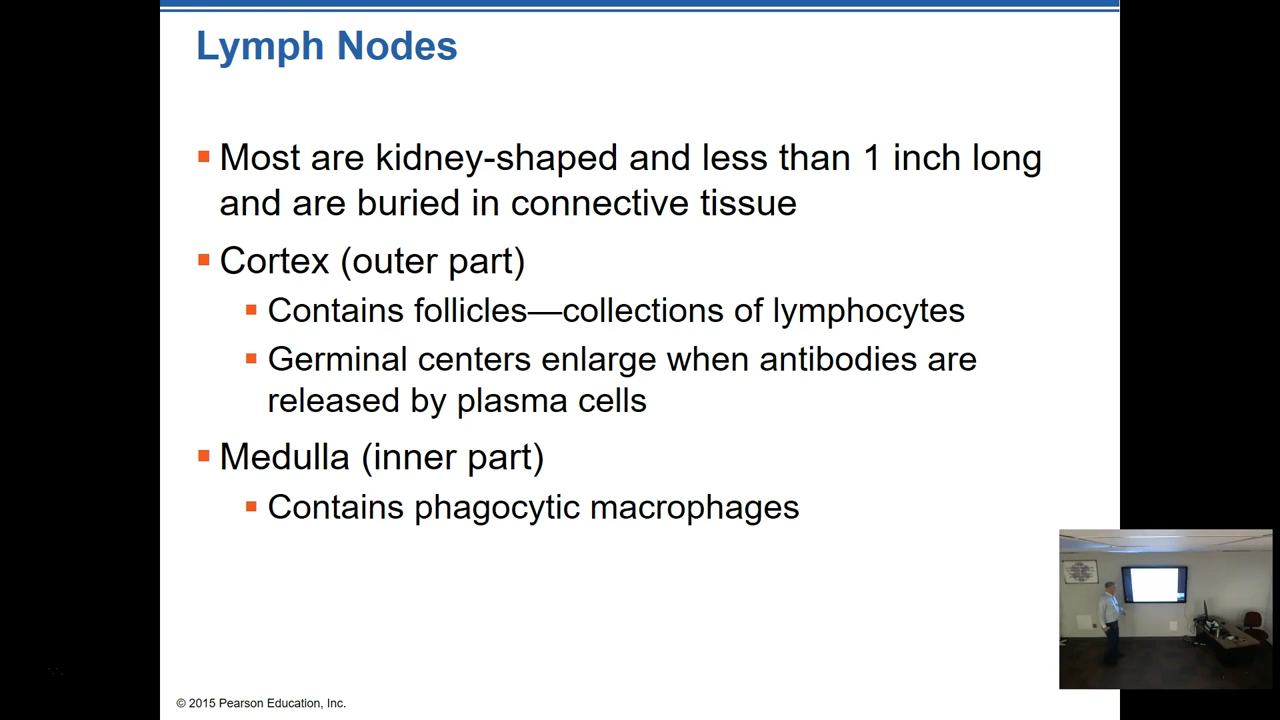 Lymph Nodes
Most are kidney-shaped and less than 1 inch long
and are buried in connective tissue
Cortex (outer part)
Contains follicles—collections of lymphocytes
Germinal centers enlarge when antibodies are
released by plasma cells
Medulla (inner part)
Contains phagocytic macrophages
© 2015 Pearson Education, Inc.